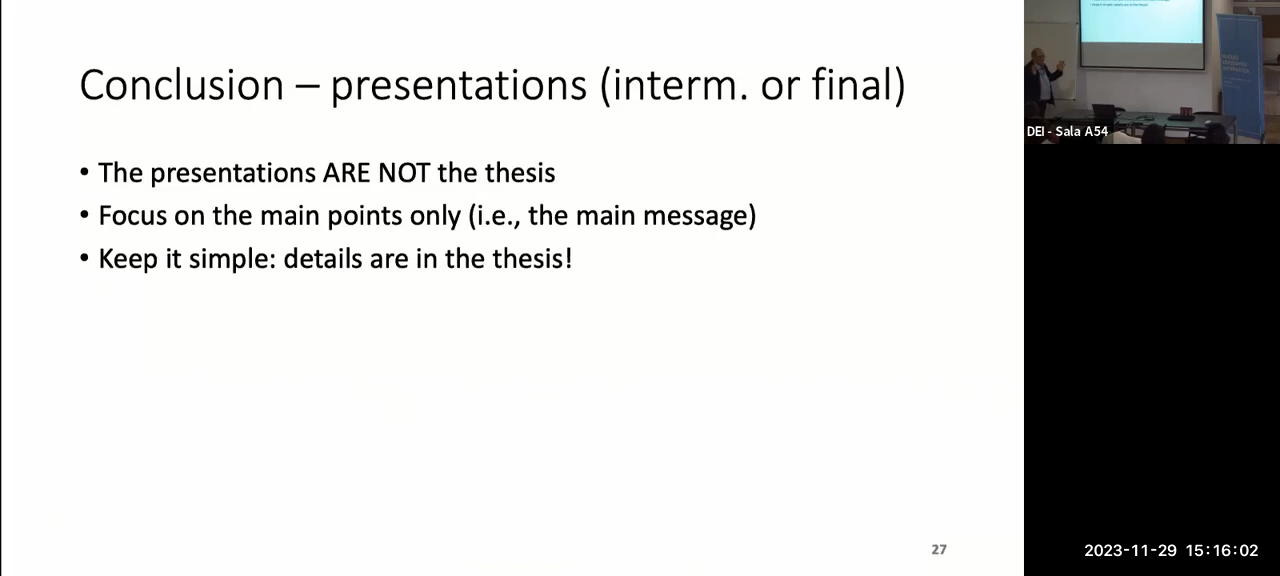 Conclusion – presentations (interm. or final)
• The presentations ARE NOT the thesis
• Focus on the main points only (i.e., the main message)
• Keep it simple: details are in the thesis!
27
DEI - Sala A54
2023-11-29 15:16:02